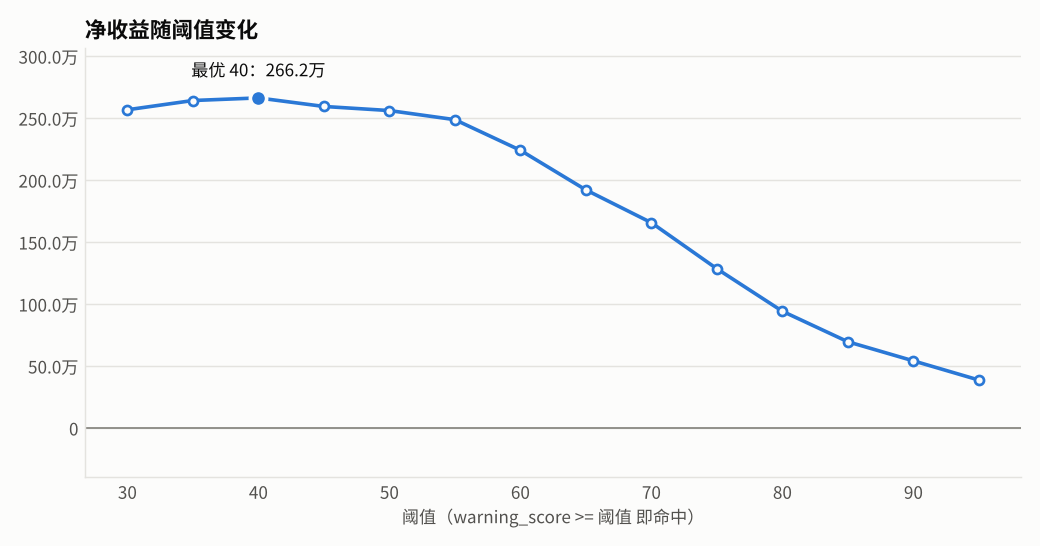 净收益随阈值变化
300.0万
最优 40：266.2万
250.0万
200.0万
150.0万
100.0万
50.0万
0
30 40 50 60 70 80 90
阈值（warning_score >= 阈值 即命中）